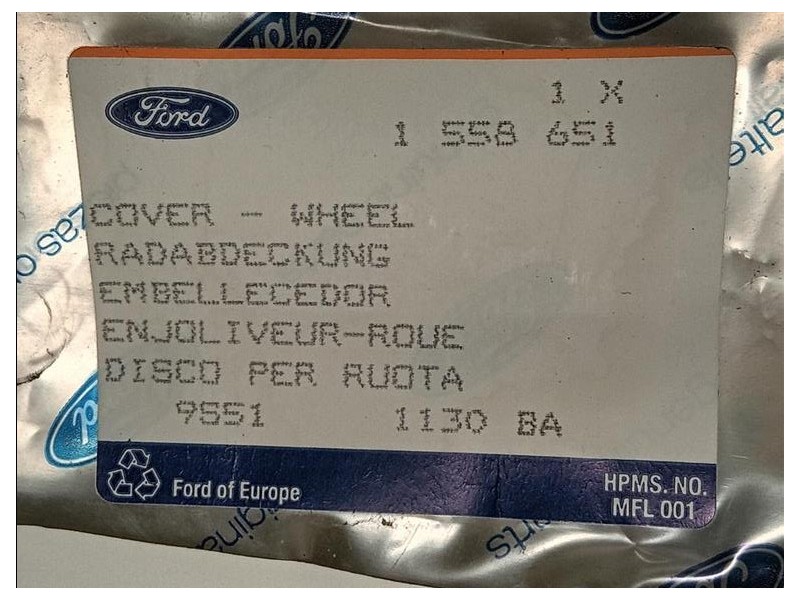 Ford
1 X
1 558 651
COVER - WHEEL
RADABDECKUNG
EMBELLECEDOR
ENJOLIVEUR-ROUE
DISCO PER RUOTA
9551 1130 BA
Ford of Europe
HPMS. NO.
MFL 001